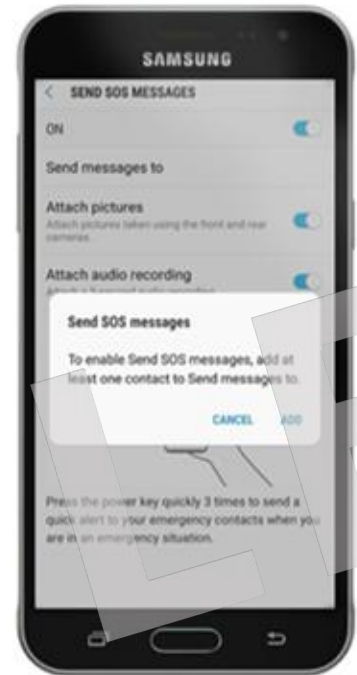 SAMSUNG
< SEND SOS MESSAGES
ON
Send messages to
Attach pictures
Attach pictures taken using the front and rear
cameras.
Attach audio recording
Send SOS messages
To enable Send SOS messages, add at
least one contact to Send messages to.
CANCEL ADD
Press the power key quickly 3 times to send a
quick alert to your emergency contacts when you
are in an emergency situation.